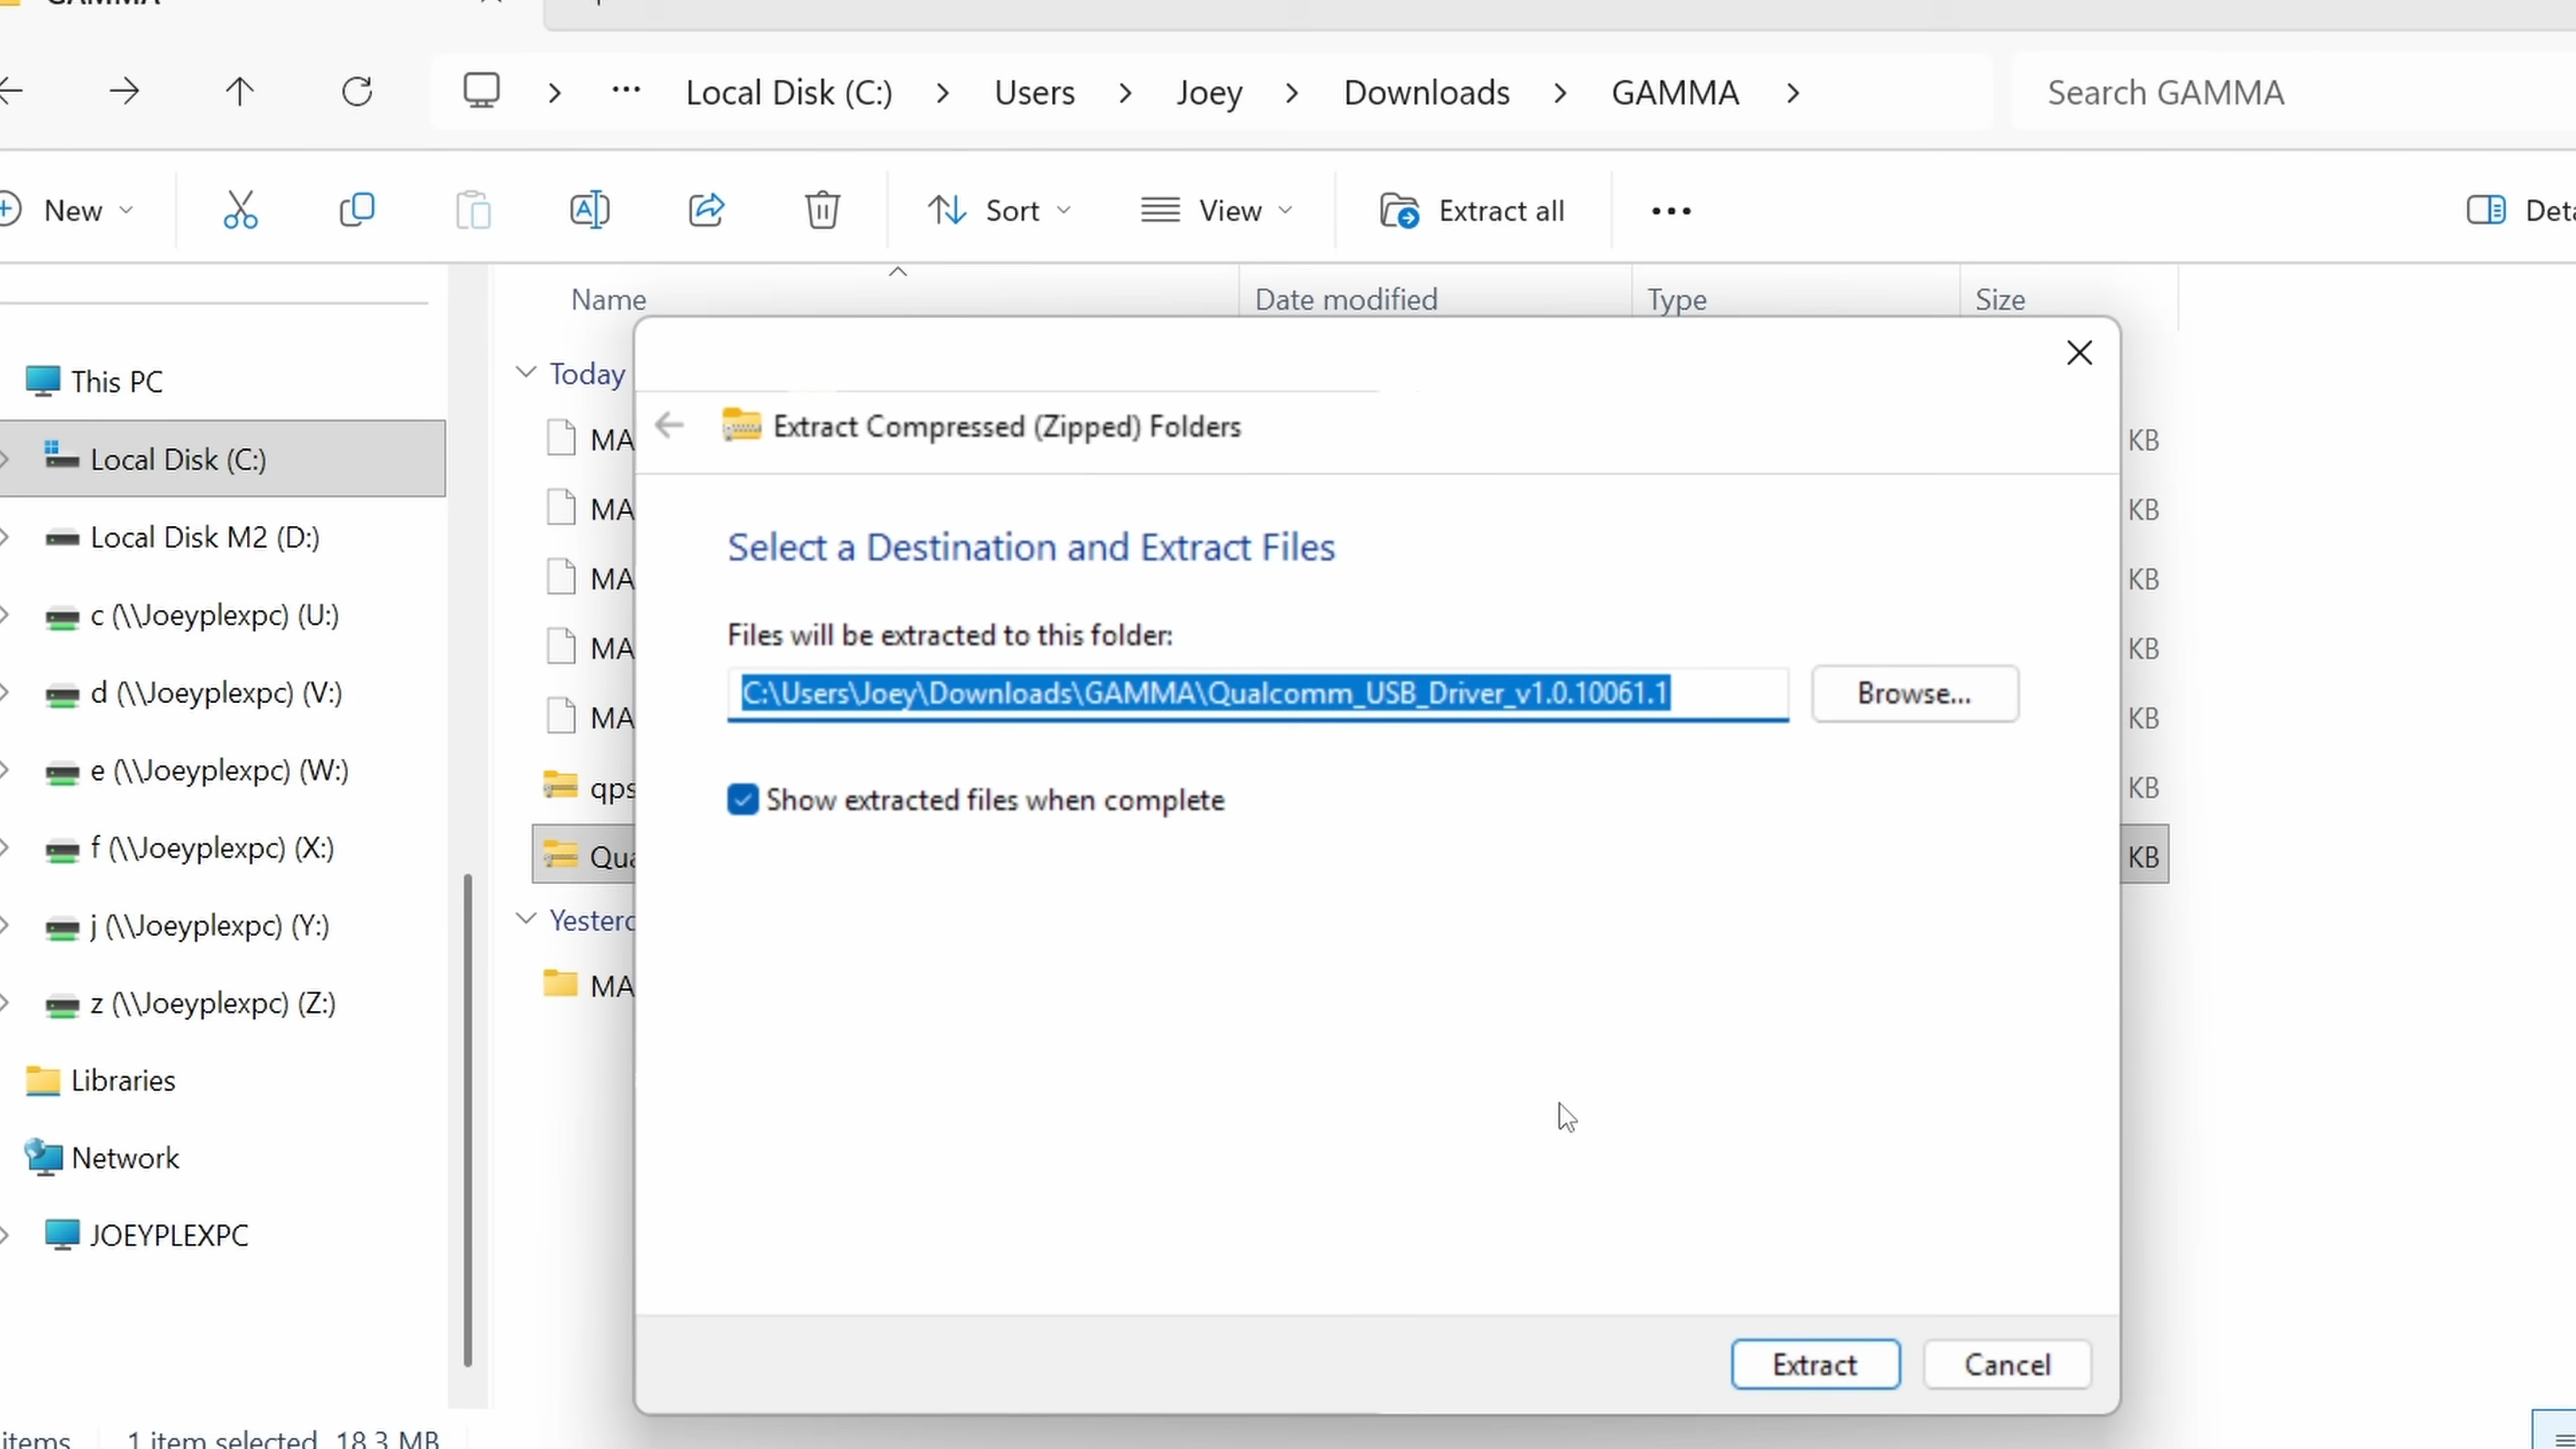 GAMMA
Local Disk (C:) Users Joey Downloads GAMMA
Search GAMMA
New Sort View Extract all
Name Date modified Type Size
This PC
Local Disk (C:)
Local Disk M2 (D:)
c (\\Joeyplexpc) (U:)
d (\\Joeyplexpc) (V:)
e (\\Joeyplexpc) (W:)
f (\\Joeyplexpc) (X:)
j (\\Joeyplexpc) (Y:)
z (\\Joeyplexpc) (Z:)
Libraries
Network
JOEYPLEXPC
Today
MA KB
MA KB
MA KB
MA KB
MA KB
qps KB
Qua KB
Yesterd
MA
Extract Compressed (Zipped) Folders
Select a Destination and Extract Files
Files will be extracted to this folder:
C:\Users\Joey\Downloads\GAMMA\Qualcomm_USB_Driver_v1.0.10061.1
Browse...
Show extracted files when complete
Extract Cancel
items 1 item selected 18.3 MB